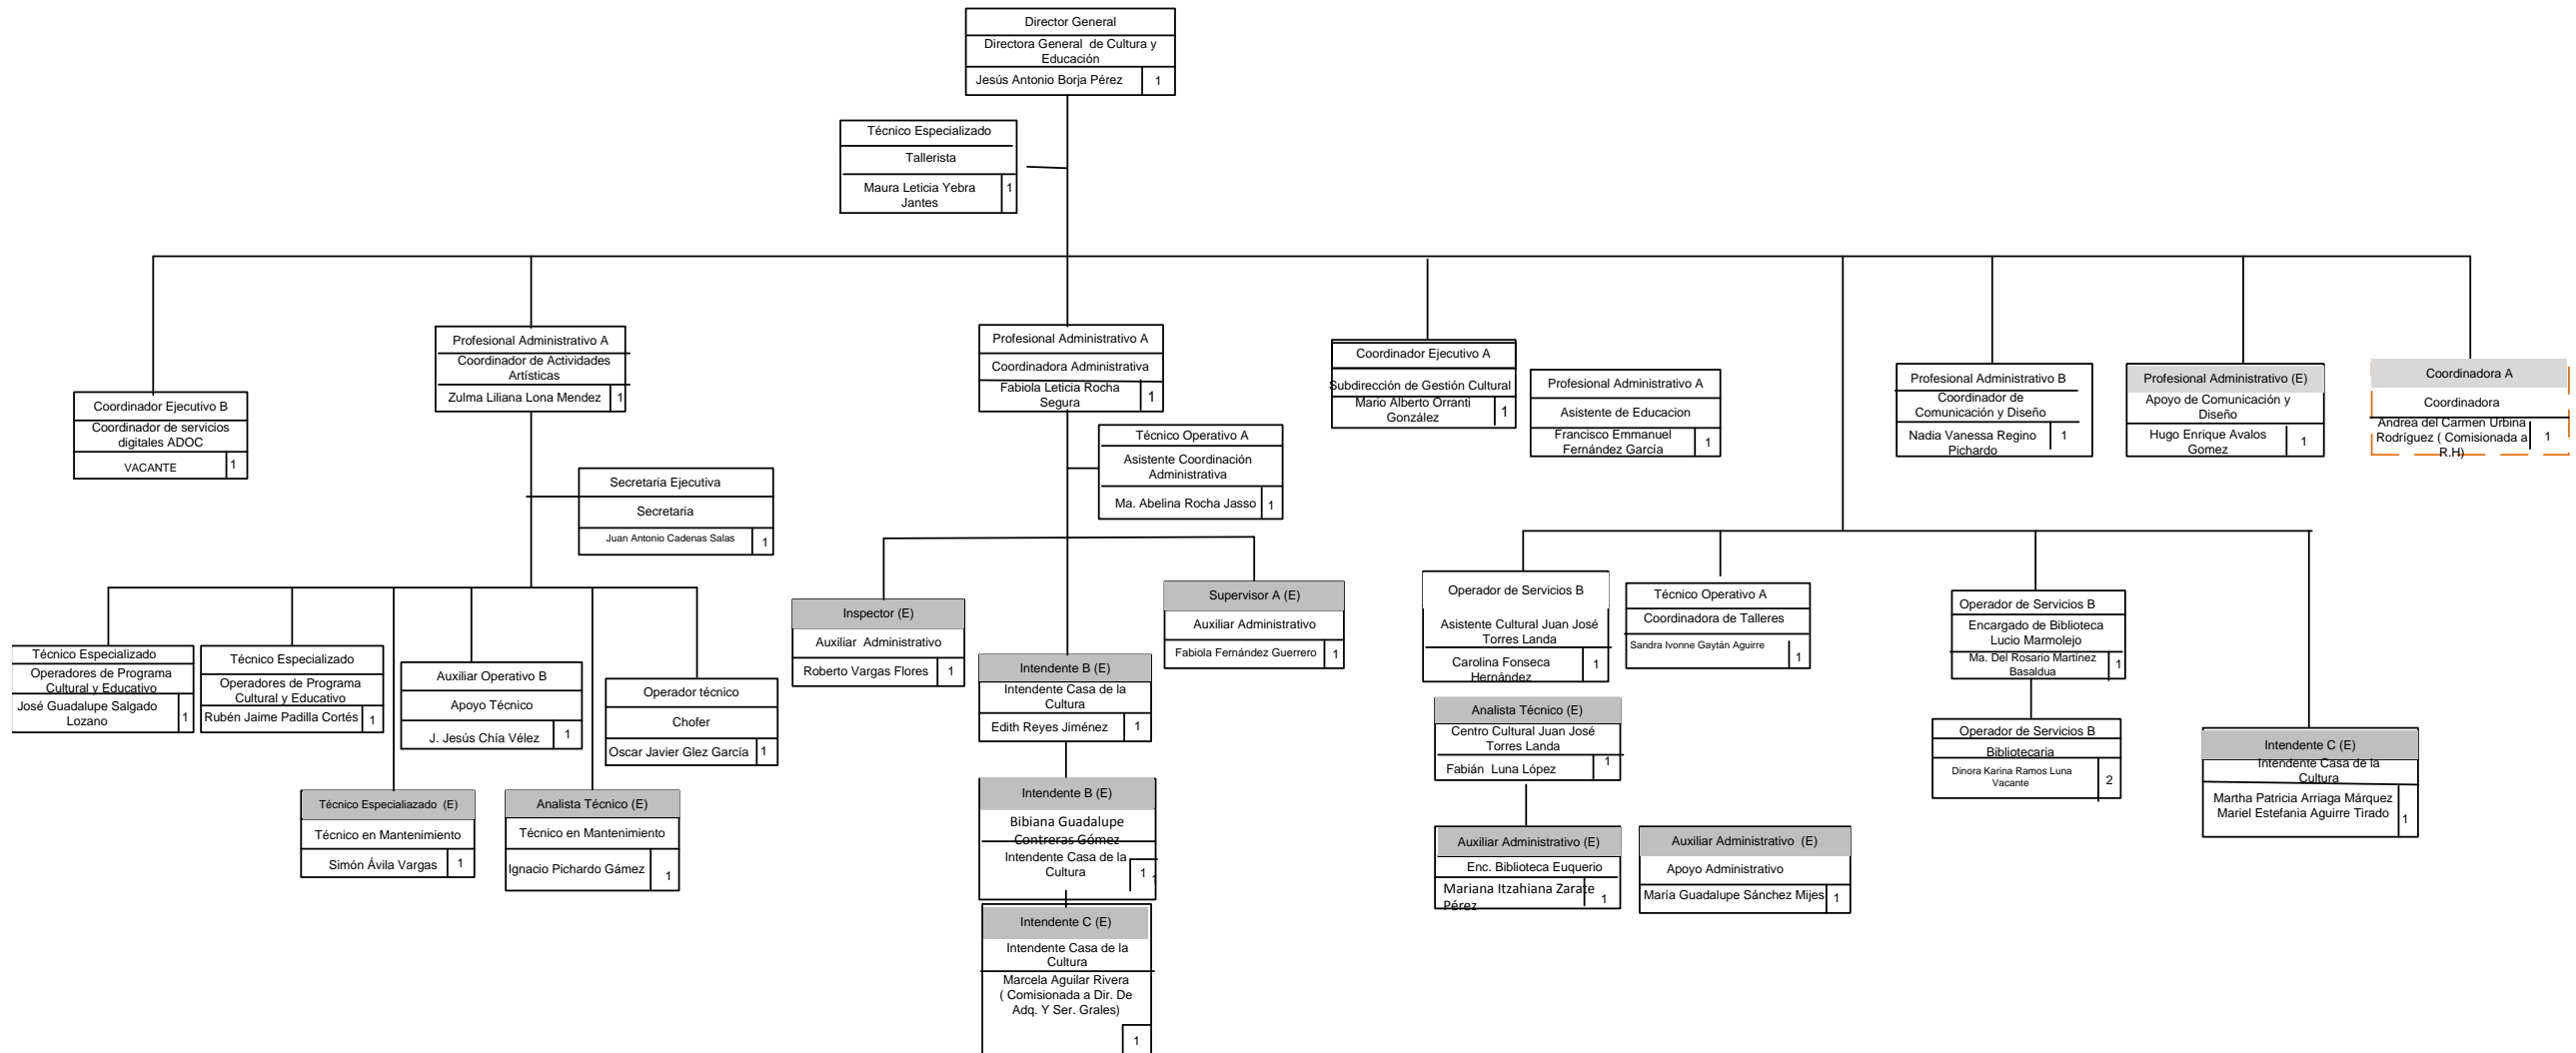 Director General
Directora General  de Cultura y
Educación
Jesús Antonio Borja Pérez
1
Técnico Especializado
Tallerista
Maura Leticia Yebra
Jantes
1
Coordinador Ejecutivo B
Coordinador de servicios
digitales ADOC
VACANTE
1
Profesional Administrativo A
Coordinador de Actividades
Artísticas
Zulma Liliana Lona Mendez
1
Profesional Administrativo A
Coordinadora Administrativa
Fabiola Leticia Rocha
Segura
1
Coordinador Ejecutivo A
Subdirección de Gestión Cultural
Mario Alberto Orranti
González
1
Profesional Administrativo A
Asistente de Educacion
Francisco Emmanuel
Fernández García
1
Profesional Administrativo B
Coordinador de
Comunicación y Diseño
Nadia Vanessa Regino
Pichardo
1
Profesional Administrativo (E)
Apoyo de Comunicación y
Diseño
Hugo Enrique Avalos
Gomez
1
Coordinadora A
Coordinadora
Andrea del Carmen Urbina
Rodríguez ( Comisionada a
R.H)
1
Secretaria Ejecutiva
Secretaria
Juan Antonio Cadenas Salas
1
Técnico Operativo A
Asistente Coordinación
Administrativa
Ma. Abelina Rocha Jasso
1
Técnico Especializado
Operadores de Programa
Cultural y Educativo
José Guadalupe Salgado
Lozano
1
Técnico Especializado
Operadores de Programa
Cultural y Educativo
Rubén Jaime Padilla Cortés
1
Auxiliar Operativo B
Apoyo Técnico
J. Jesús Chía Vélez
1
Operador técnico
Chofer
Oscar Javier Glez García
1
Técnico Especialiazado  (E)
Técnico en Mantenimiento
Simón Ávila Vargas
1
Analista Técnico (E)
Técnico en Mantenimiento
Ignacio Pichardo Gámez
1
Inspector (E)
Auxiliar  Administrativo
Roberto Vargas Flores
1
Supervisor A (E)
Auxiliar Administrativo
Fabiola Fernández Guerrero
1
Intendente B (E)
Intendente Casa de la
Cultura
Edith Reyes Jiménez
1
Intendente B (E)
Bibiana Guadalupe
Contreras Gómez
Intendente Casa de la
Cultura
1
1
Intendente C (E)
Intendente Casa de la
Cultura
Marcela Aguilar Rivera
( Comisionada a Dir. De
Adq. Y Ser. Grales)
1
Operador de Servicios B
Asistente Cultural Juan José
Torres Landa
Carolina Fonseca
Hernández
1
Técnico Operativo A
Coordinadora de Talleres
Sandra Ivonne Gaytán Aguirre
1
Operador de Servicios B
Encargado de Biblioteca
Lucio Marmolejo
Ma. Del Rosario Martínez
Basaldua
1
Analista Técnico (E)
Centro Cultural Juan José
Torres Landa
Fabián  Luna López
1
Operador de Servicios B
Bibliotecaria
Dinora Karina Ramos Luna
Vacante
2
Intendente C (E)
Intendente Casa de la
Cultura
Martha Patricia Arriaga Márquez
Mariel Estefania Aguirre Tirado
1
Auxiliar Administrativo (E)
Enc. Biblioteca Euquerio
Mariana Itzahiana Zarate
Pérez
1
Auxiliar Administrativo  (E)
Apoyo Administrativo
María Guadalupe Sánchez Mijes
1